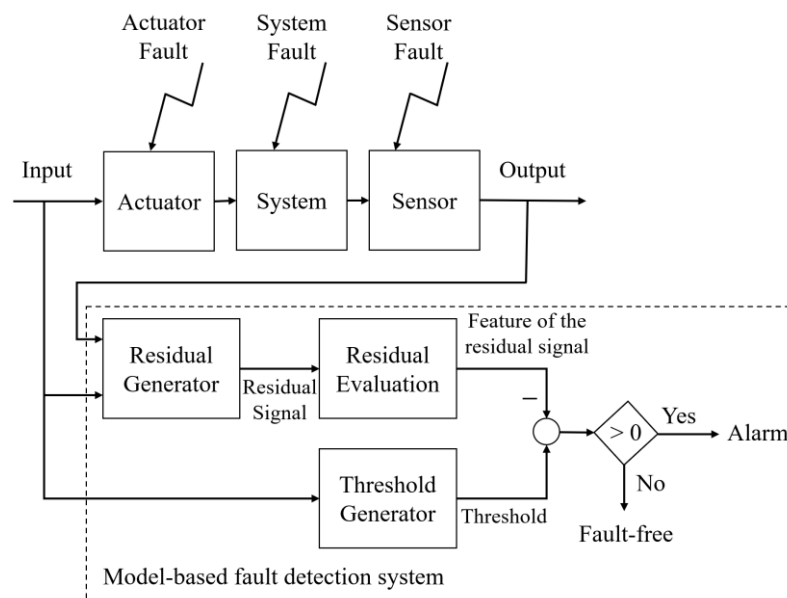 Actuator
Fault
System
Fault
Sensor
Fault
Input
Actuator
System
Sensor
Output
Residual
Generator
Residual
Signal
Residual
Evaluation
Feature of the
residual signal
−
> 0
Yes
Alarm
No
Fault-free
Threshold
Generator
Threshold
Model-based fault detection system